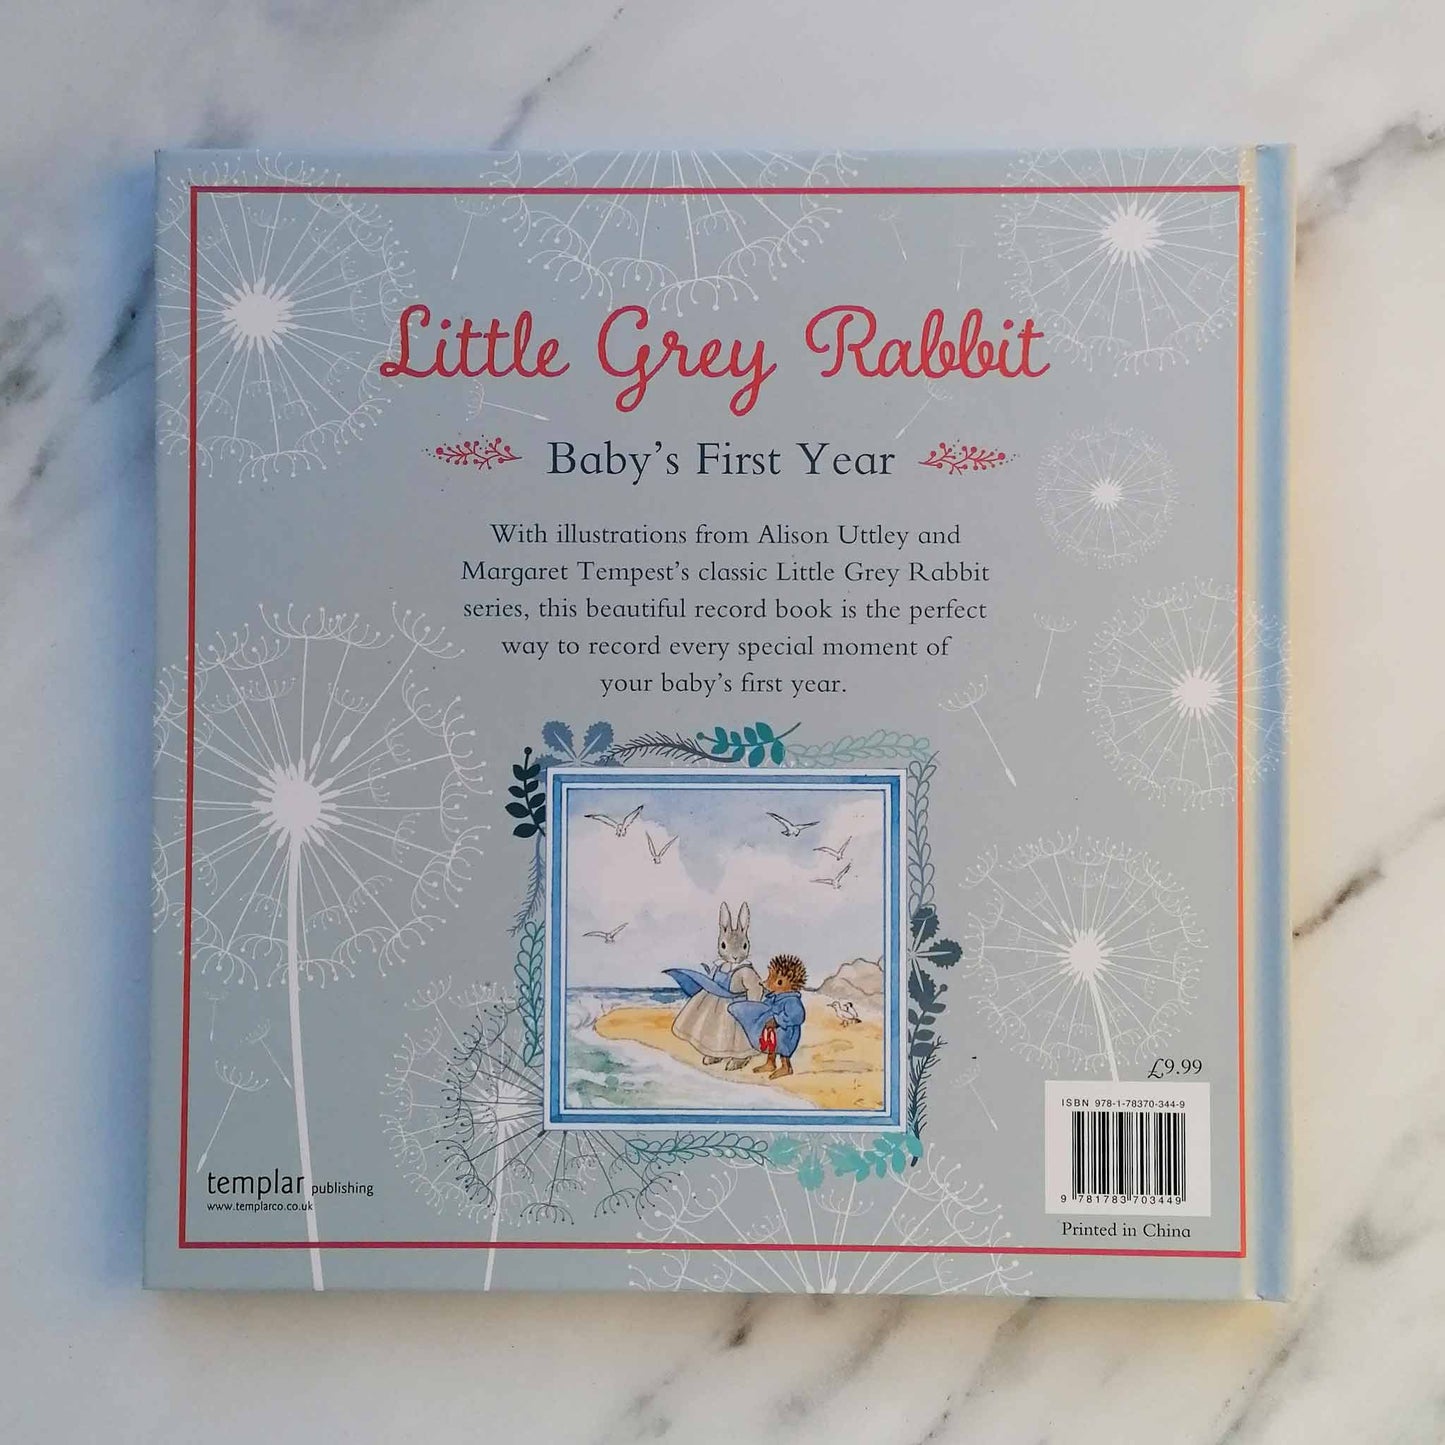 Little Grey Rabbit
Baby's First Year
With illustrations from Alison Uttley and
Margaret Tempest's classic Little Grey Rabbit
series, this beautiful record book is the perfect
way to record every special moment of
your baby's first year.
£9.99
ISBN 978-1-78370-344-9
9 781783 703449
Printed in China
templar publishing
www.templarco.co.uk